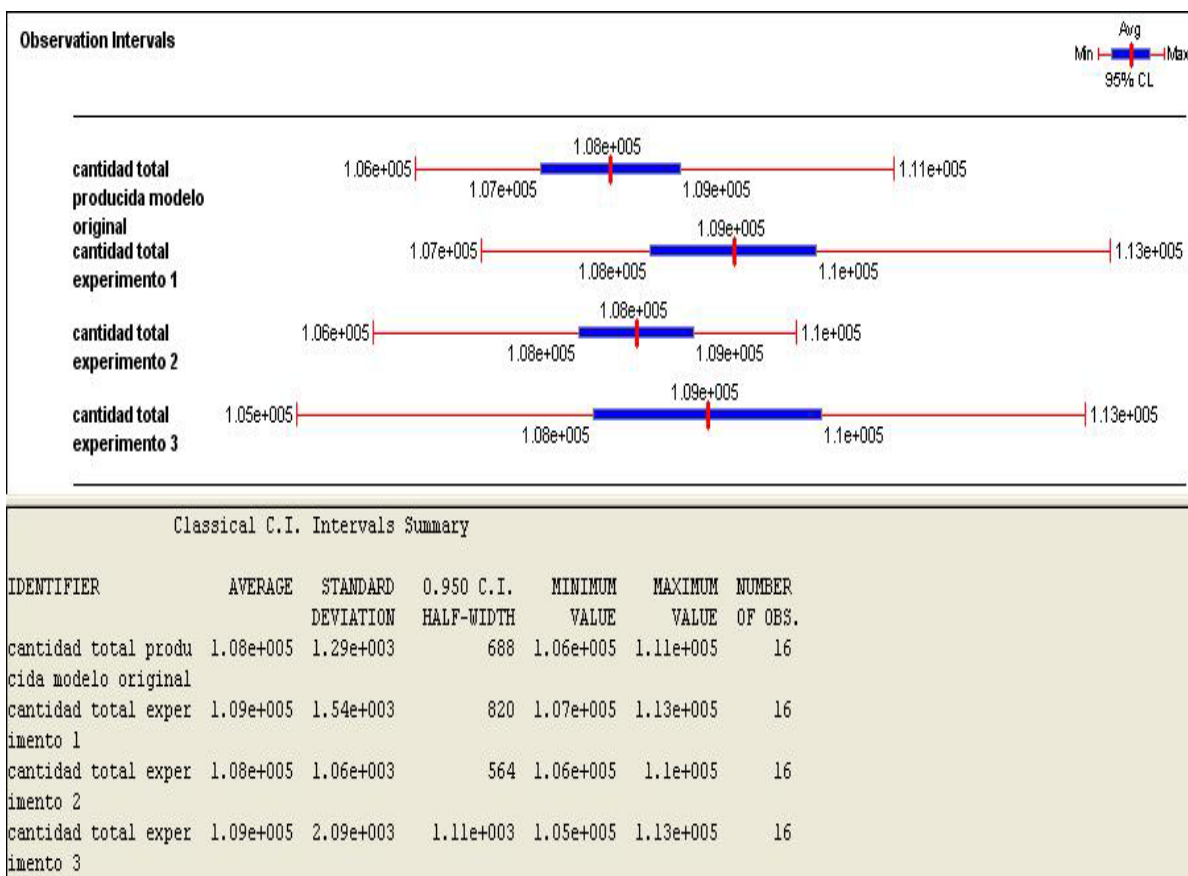 Observation Intervals
Avg
Min Max
95% CL
1.08e+005
cantidad total 1.06e+005 1.11e+005
producida modelo 1.07e+005 1.09e+005
original 1.09e+005
cantidad total 1.07e+005 1.13e+005
experimento 1 1.08e+005 1.1e+005
1.08e+005
cantidad total 1.06e+005 1.1e+005
experimento 2 1.08e+005 1.09e+005
1.09e+005
cantidad total 1.05e+005 1.13e+005
experimento 3 1.08e+005 1.1e+005
Classical C.I. Intervals Summary
IDENTIFIER AVERAGE STANDARD 0.950 C.I. MINIMUM MAXIMUM NUMBER
DEVIATION HALF-WIDTH VALUE VALUE OF OBS.
cantidad total produ 1.08e+005 1.29e+003 688 1.06e+005 1.11e+005 16
cida modelo original
cantidad total exper 1.09e+005 1.54e+003 820 1.07e+005 1.13e+005 16
imento 1
cantidad total exper 1.08e+005 1.06e+003 564 1.06e+005 1.1e+005 16
imento 2
cantidad total exper 1.09e+005 2.09e+003 1.11e+003 1.05e+005 1.13e+005 16
imento 3